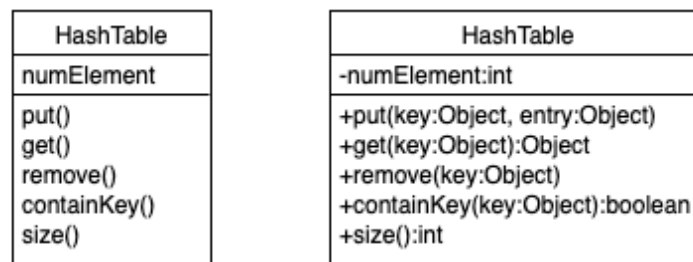 HashTable
numElement
put()
get()
remove()
containKey()
size()
HashTable
-numElement:int
+put(key:Object, entry:Object)
+get(key:Object):Object
+remove(key:Object)
+containKey(key:Object):boolean
+size():int